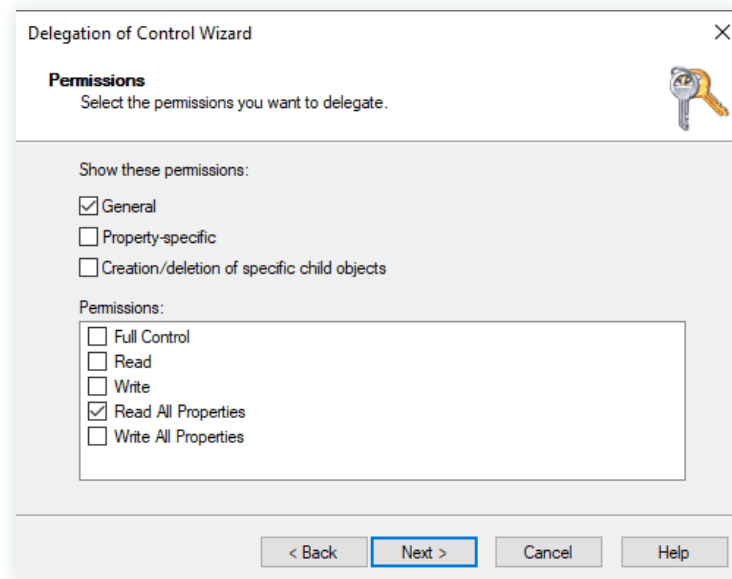 Delegation of Control Wizard
Permissions
Select the permissions you want to delegate.
Show these permissions:
General
Property-specific
Creation/deletion of specific child objects
Permissions:
Full Control
Read
Write
Read All Properties
Write All Properties
< Back Next > Cancel Help